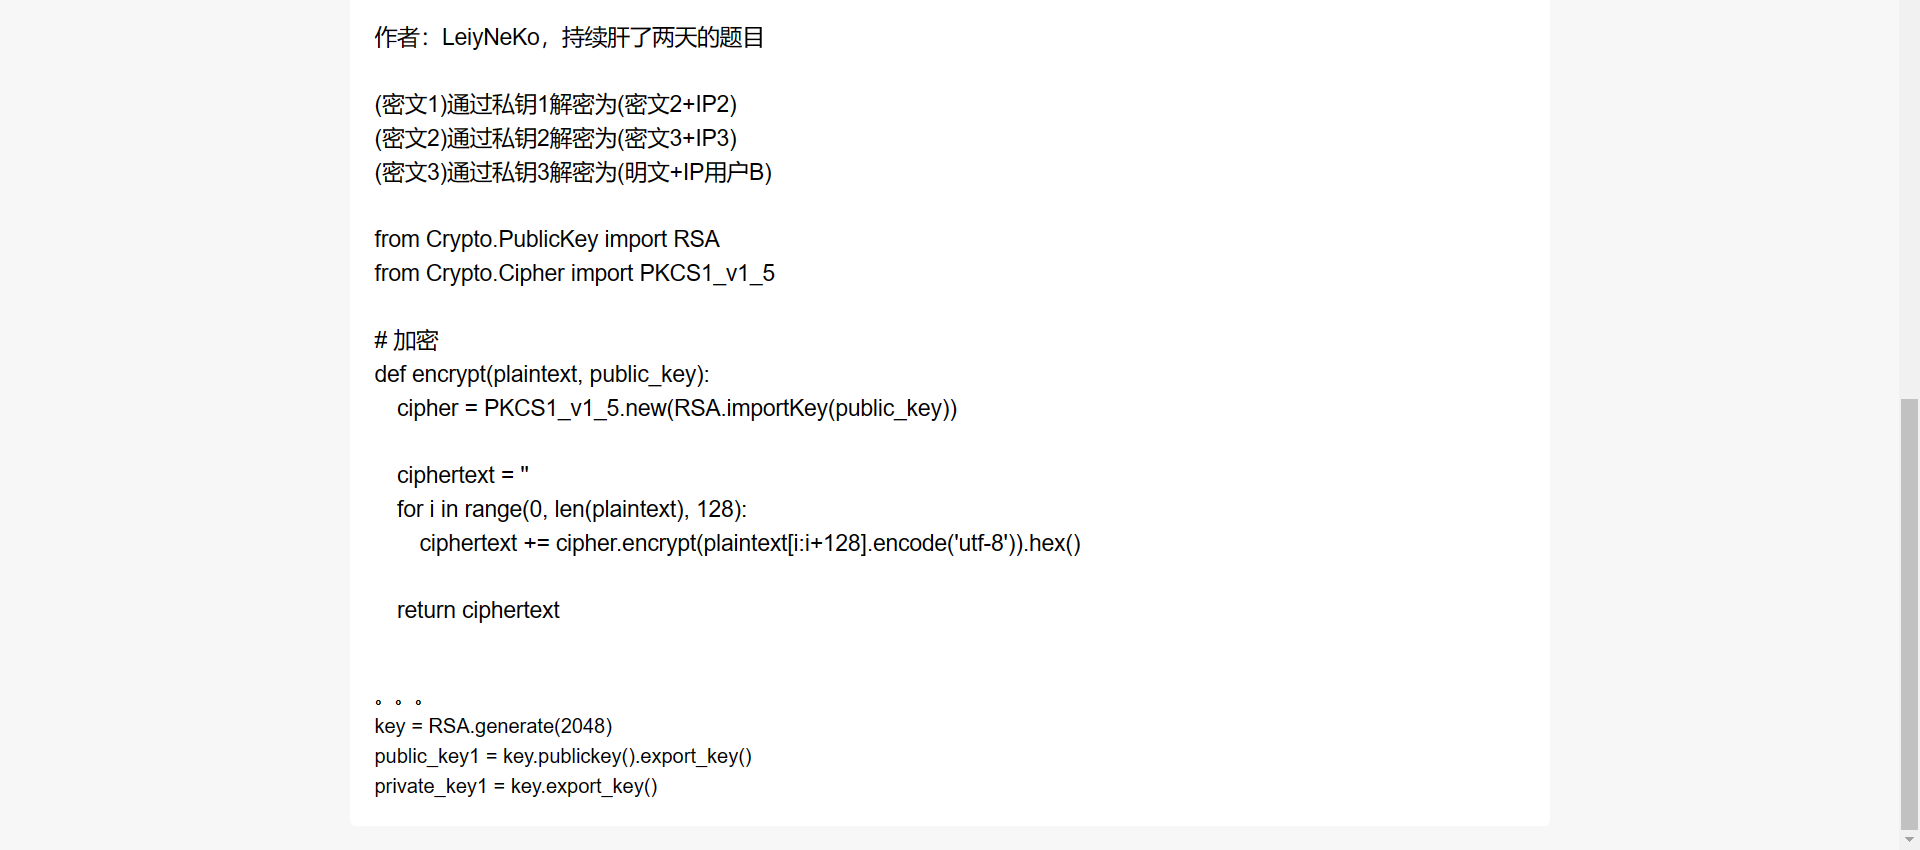 作者：LeiyNeKo，持续肝了两天的题目
(密文1)通过私钥1解密为(密文2+IP2)
(密文2)通过私钥2解密为(密文3+IP3)
(密文3)通过私钥3解密为(明文+IP用户B)
from Crypto.PublicKey import RSA
from Crypto.Cipher import PKCS1_v1_5
# 加密
def encrypt(plaintext, public_key):
    cipher = PKCS1_v1_5.new(RSA.importKey(public_key))
    ciphertext = ''
    for i in range(0, len(plaintext), 128):
        ciphertext += cipher.encrypt(plaintext[i:i+128].encode('utf-8')).hex()
    return ciphertext
。。。
key = RSA.generate(2048)
public_key1 = key.publickey().export_key()
private_key1 = key.export_key()